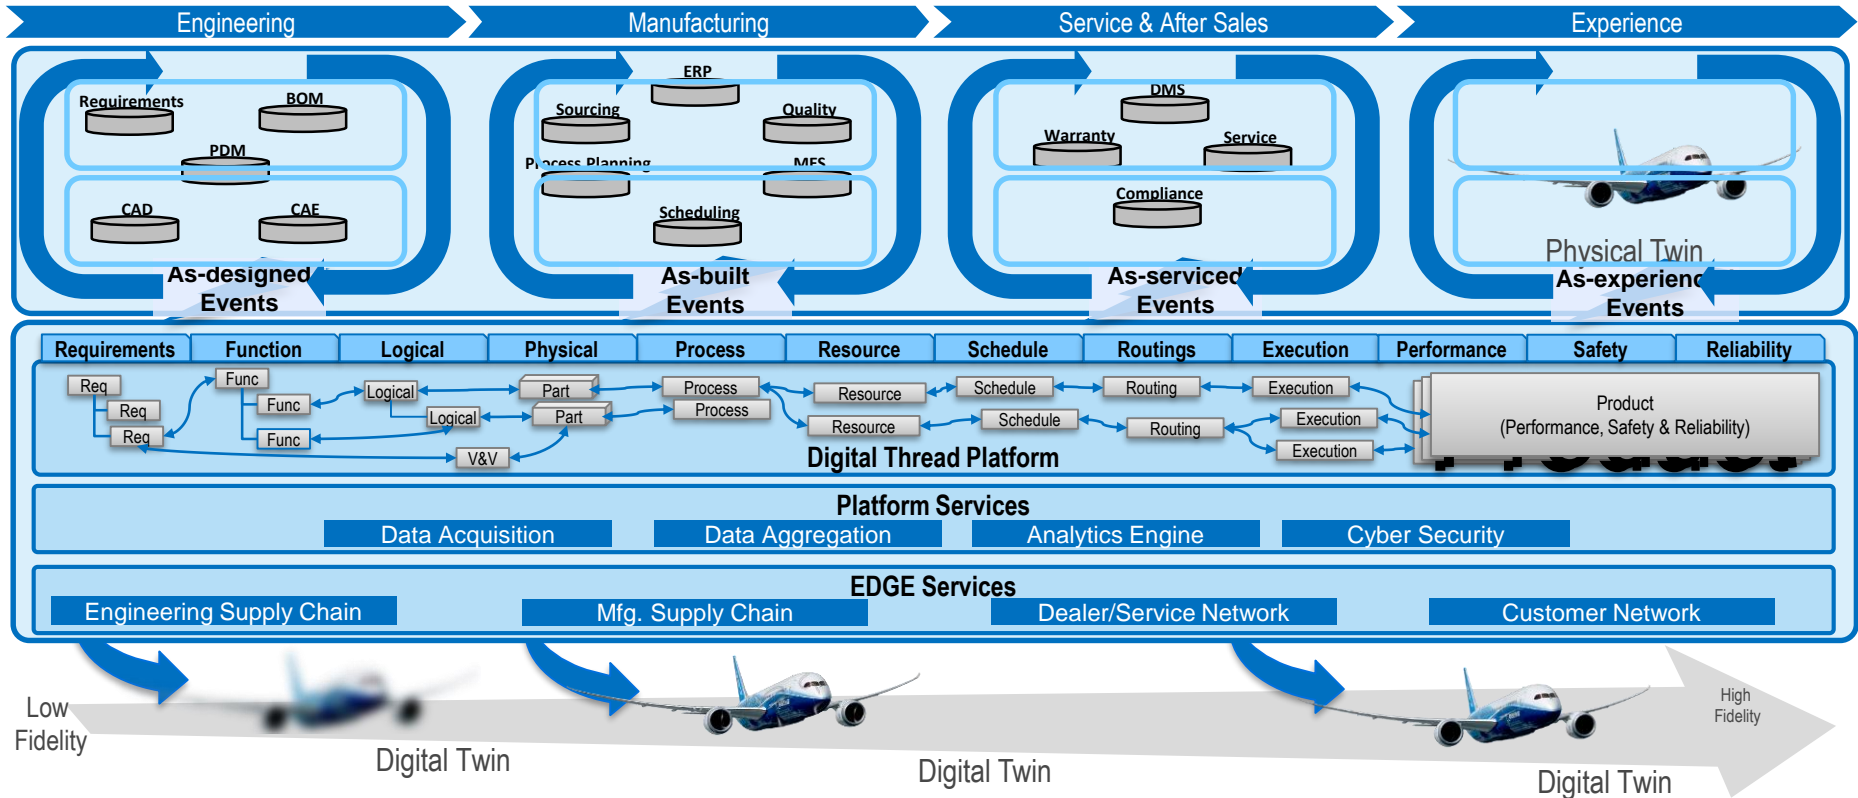 Engineering
Manufacturing
Service & After Sales
Experience
Requirements
BOM
PDM
CAD
CAE
As-designed
Events
ERP
Sourcing
Quality
Process Planning
MES
Scheduling
As-built
Events
DMS
Warranty
Service
Compliance
As-serviced
Events
Physical Twin
As-experienc
Events
Requirements
Function
Logical
Physical
Process
Resource
Schedule
Routings
Execution
Performance
Safety
Reliability
Req
Req
Req
Func
Func
Func
Logical
Logical
V&V
Part
Part
Process
Process
Resource
Resource
Schedule
Schedule
Routing
Routing
Execution
Execution
Execution
Product
(Performance, Safety & Reliability)
Digital Thread Platform
Platform Services
Data Acquisition
Data Aggregation
Analytics Engine
Cyber Security
EDGE Services
Engineering Supply Chain
Mfg. Supply Chain
Dealer/Service Network
Customer Network
Low
Fidelity
Digital Twin
Digital Twin
Digital Twin
High
Fidelity